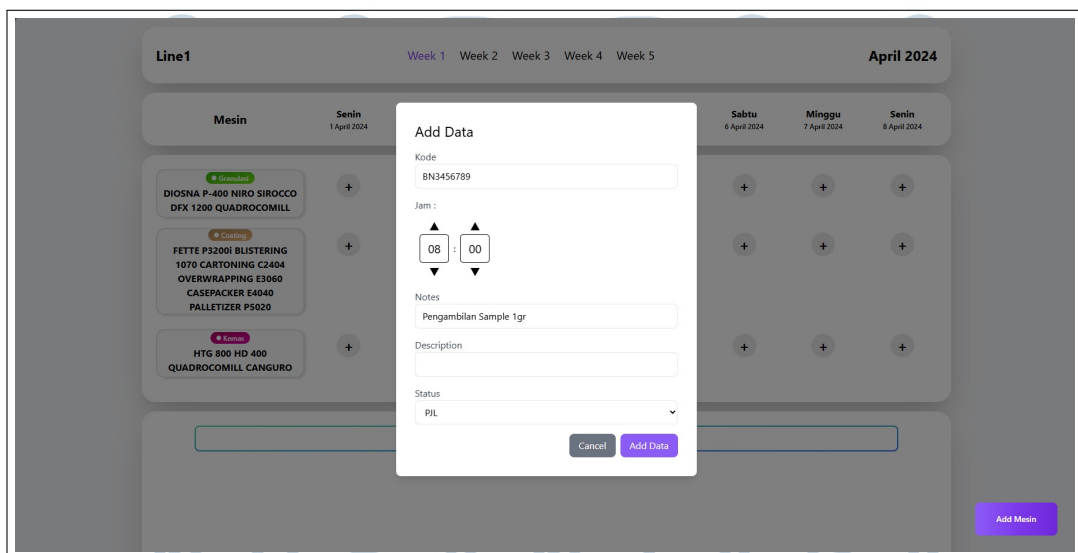 Line1
Week 1 Week 2 Week 3 Week 4 Week 5
April 2024
Mesin
Senin
1 April 2024
Sabtu
6 April 2024
Minggu
7 April 2024
Senin
8 April 2024
Granulasi
DIOSNA P-400 NIRO SIROCCO
DFX 1200 QUADROCOMILL
+ + + +
Coating
FETTE P3200i BLISTERING
1070 CARTONING C2404
OVERWRAPPING E3060
CASEPACKER E4040
PALLETIZER P5020
+ + + +
Kemas
HTG 800 HD 400
QUADROCOMILL CANGURO
+ + + +
Add Data
Kode
BN3456789
Jam :
08 : 00
Notes
Pengambilan Sample 1gr
Description
Status
PJL
Cancel Add Data
Add Mesin